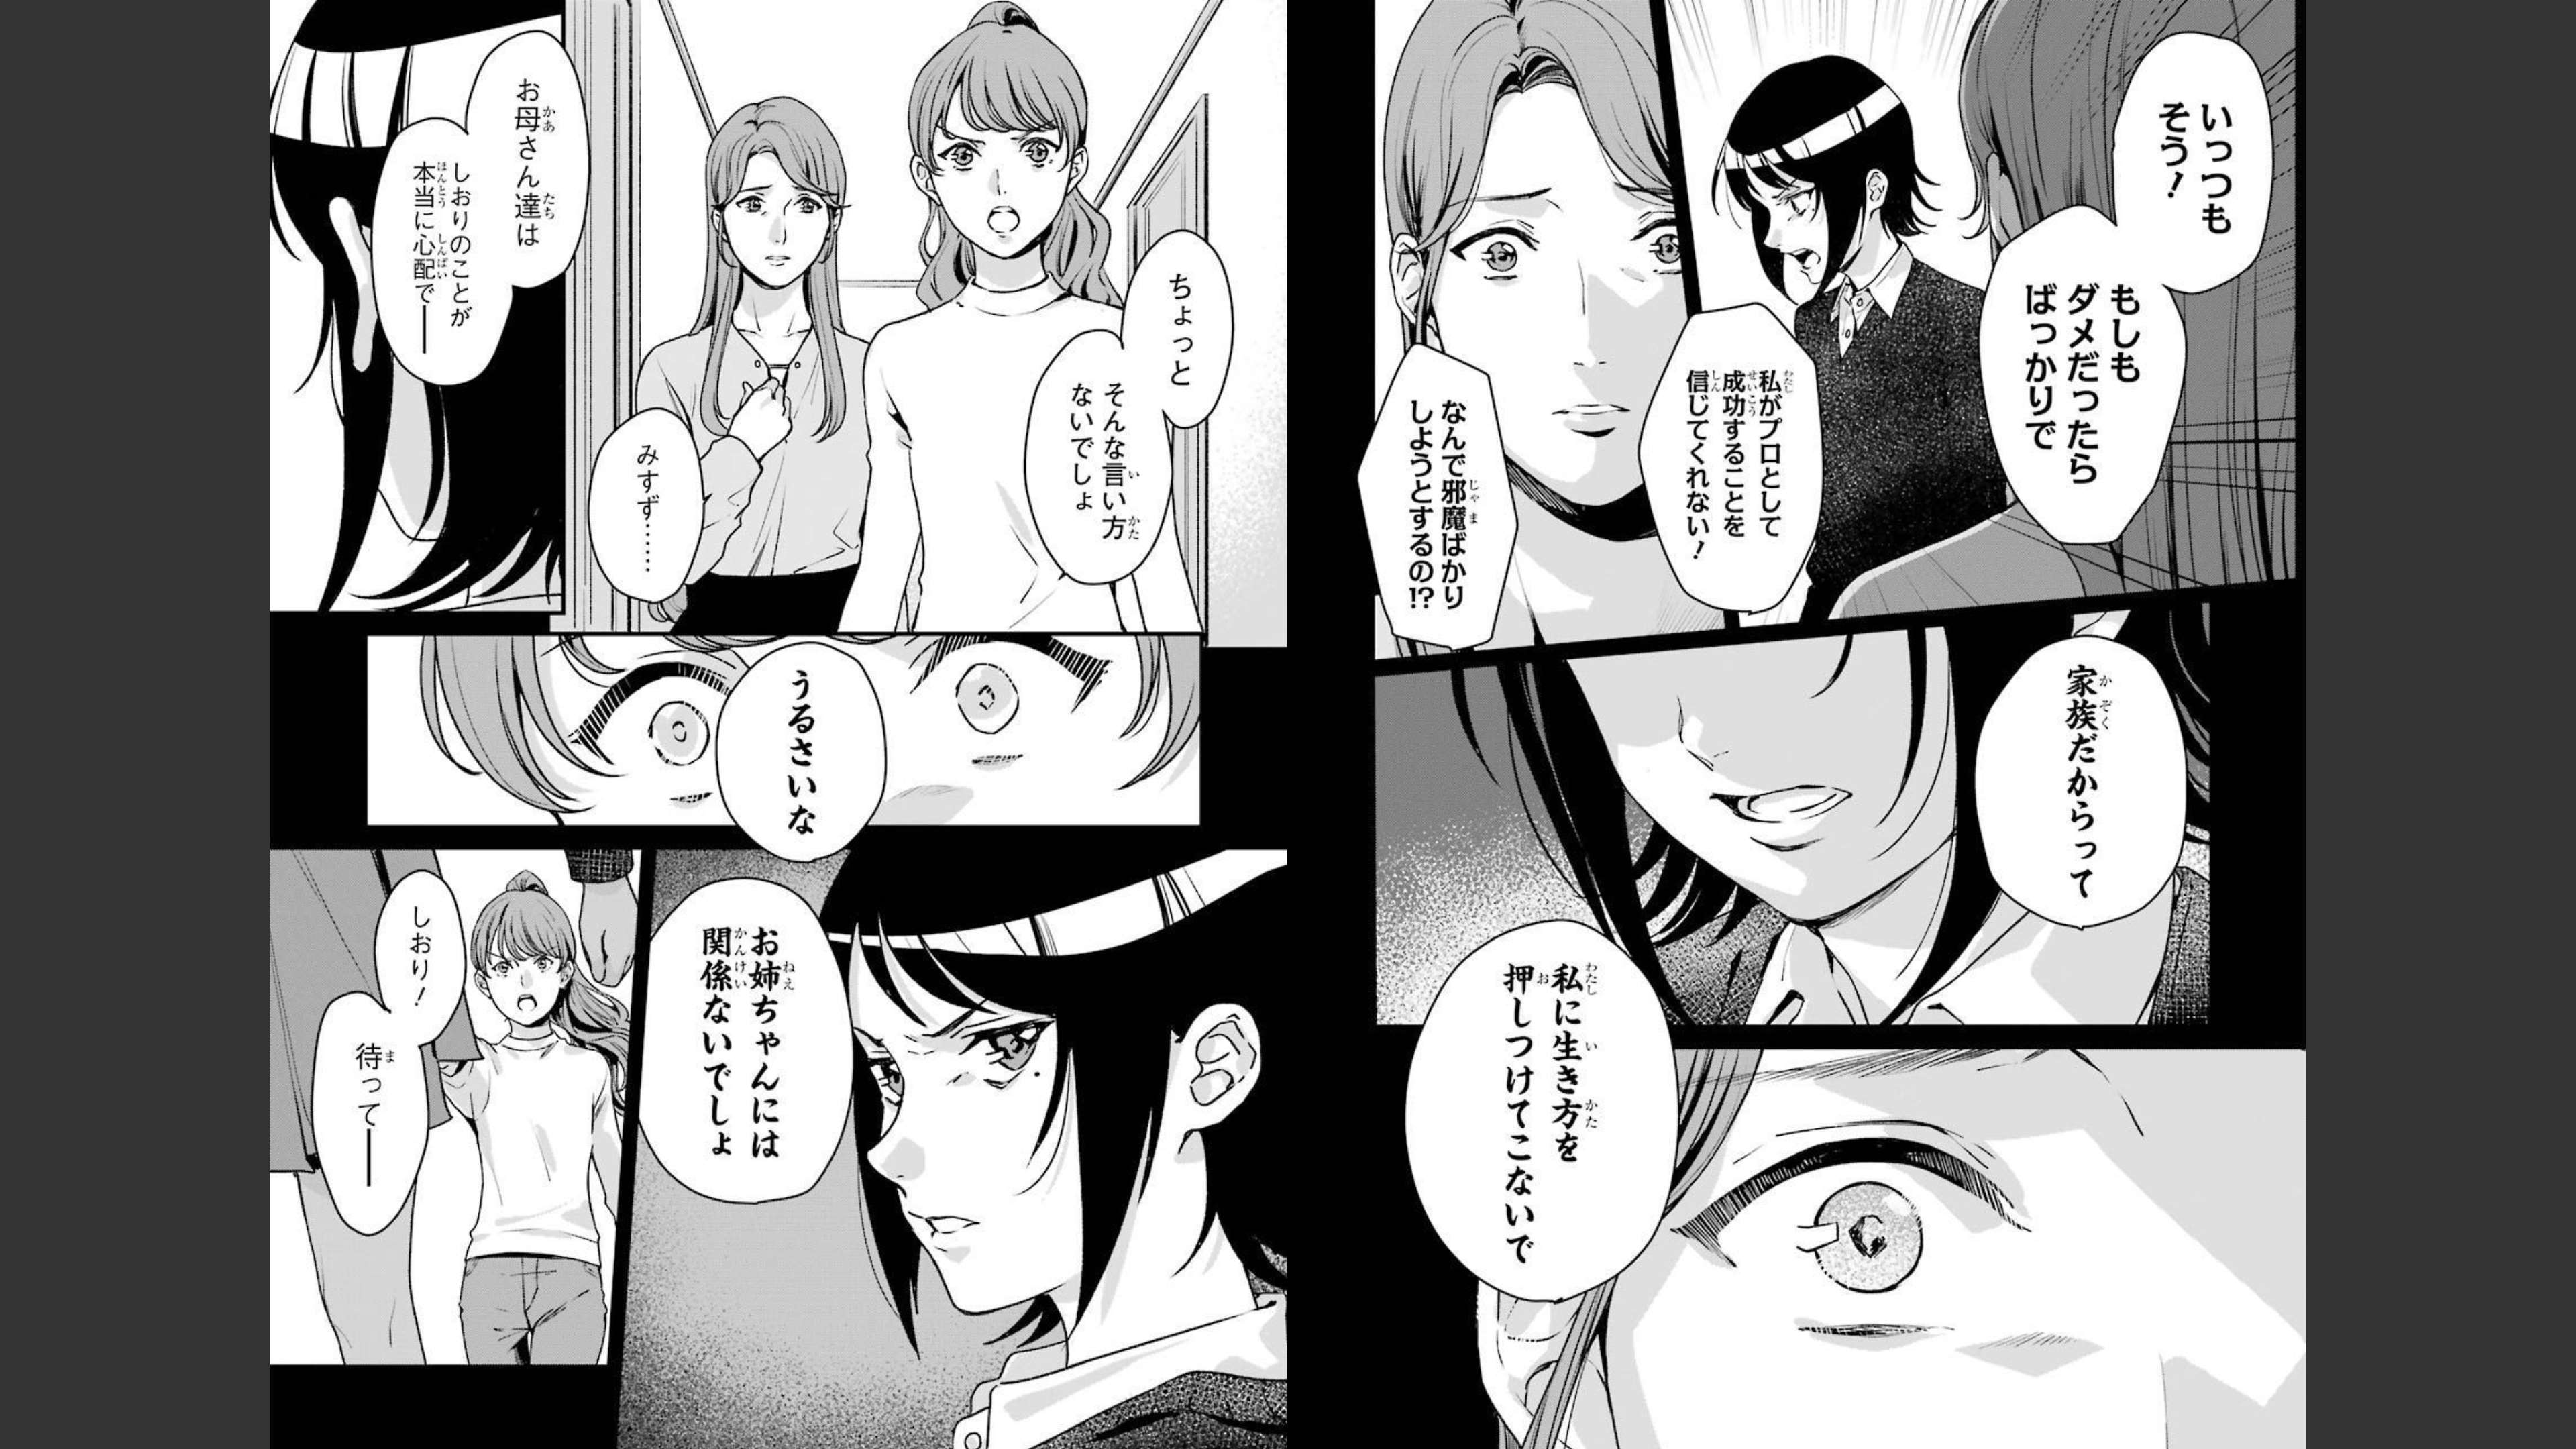 いっつも
そう！
もしも
ダメだったら
ばっかりで
私がプロとして
成功することを
信じてくれない！
なんで邪魔ばかり
しようとするの!?
家族だからって
私に生き方を
押しつけてこないで
ちょっと
そんな言い方
ないでしょ
みすず……
お母さん達は
しおりのことが
本当に心配で――
うるさいな
お姉ちゃんには
関係ないでしょ
しおり！
待って――